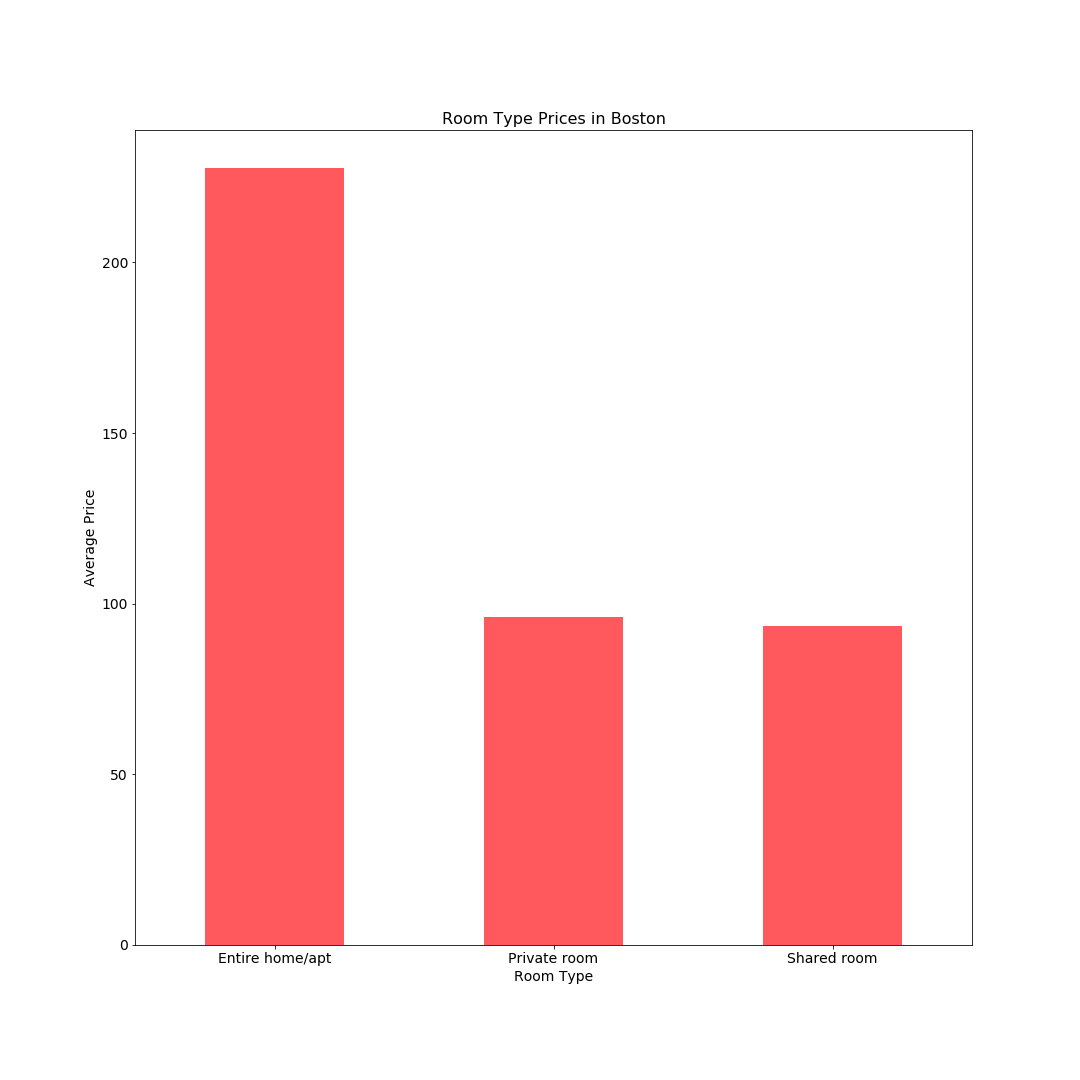 Room Type Prices in Boston
200
150
100
50
0
Average Price
Entire home/apt
Private room
Shared room
Room Type